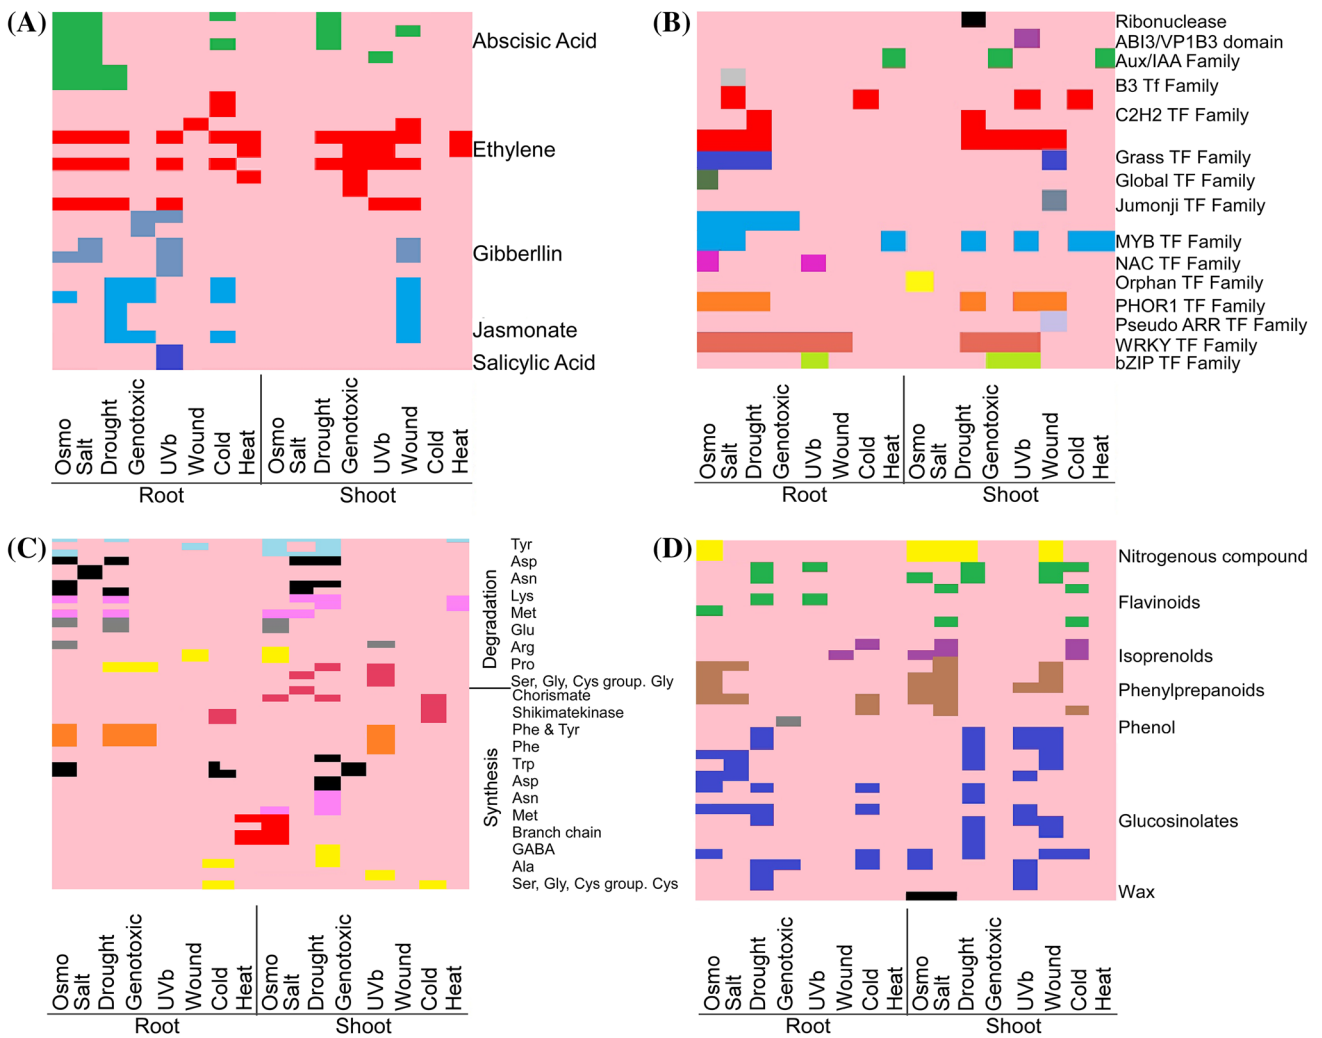 (A)
Abscisic Acid
Ethylene
Gibberllin
Jasmonate
Salicylic Acid
Osmo
Salt
Drought
Genotoxic
UVb
Wound
Cold
Heat
Osmo
Salt
Drought
Genotoxic
UVb
Wound
Cold
Heat
Root
Shoot
(B)
Ribonuclease
ABI3/VP1B3 domain
Aux/IAA Family
B3 Tf Family
C2H2 TF Family
Grass TF Family
Global TF Family
Jumonji TF Family
MYB TF Family
NAC TF Family
Orphan TF Family
PHOR1 TF Family
Pseudo ARR TF Family
WRKY TF Family
bZIP TF Family
Osmo
Salt
Drought
Genotoxic
UVb
Wound
Cold
Heat
Osmo
Salt
Drought
Genotoxic
UVb
Wound
Cold
Heat
Root
Shoot
(C)
Degradation
Tyr
Asp
Asn
Lys
Met
Glu
Arg
Pro
Ser, Gly, Cys group. Gly
Synthesis
Chorismate
Shikimatekinase
Phe & Tyr
Phe
Trp
Asp
Asn
Met
Branch chain
GABA
Ala
Ser, Gly, Cys group. Cys
Osmo
Salt
Drought
Genotoxic
UVb
Wound
Cold
Heat
Osmo
Salt
Drought
Genotoxic
UVb
Wound
Cold
Heat
Root
Shoot
(D)
Nitrogenous compound
Flavinoids
Isoprenolds
Phenylprepanoids
Phenol
Glucosinolates
Wax
Osmo
Salt
Drought
Genotoxic
UVb
Wound
Cold
Heat
Osmo
Salt
Drought
Genotoxic
UVb
Wound
Cold
Heat
Root
Shoot